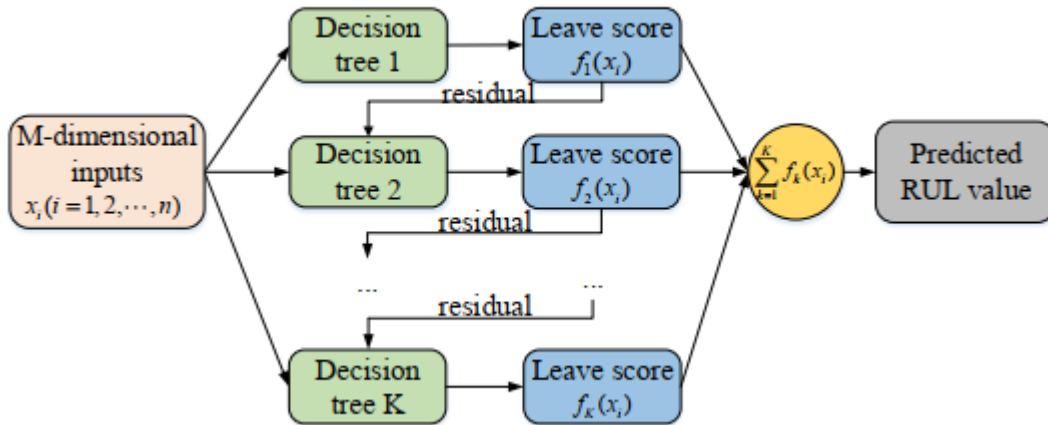 M-dimensional
inputs
x_i(i=1,2,⋯,n)
Decision
tree 1
Leave score
f_1(x_i)
residual
Decision
tree 2
Leave score
f_2(x_i)
residual
...
...
residual
Decision
tree K
Leave score
f_K(x_i)
∑_{k=1}^{K} f_k(x_i)
Predicted
RUL value